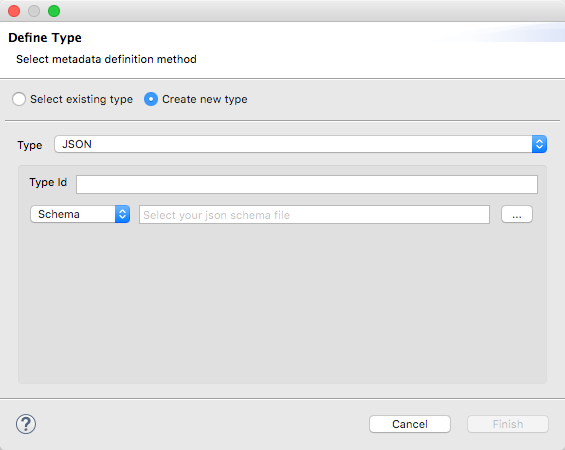 Define Type
Select metadata definition method
Select existing type Create new type
Type JSON
Type Id
Schema Select your json schema file ...
? Cancel Finish